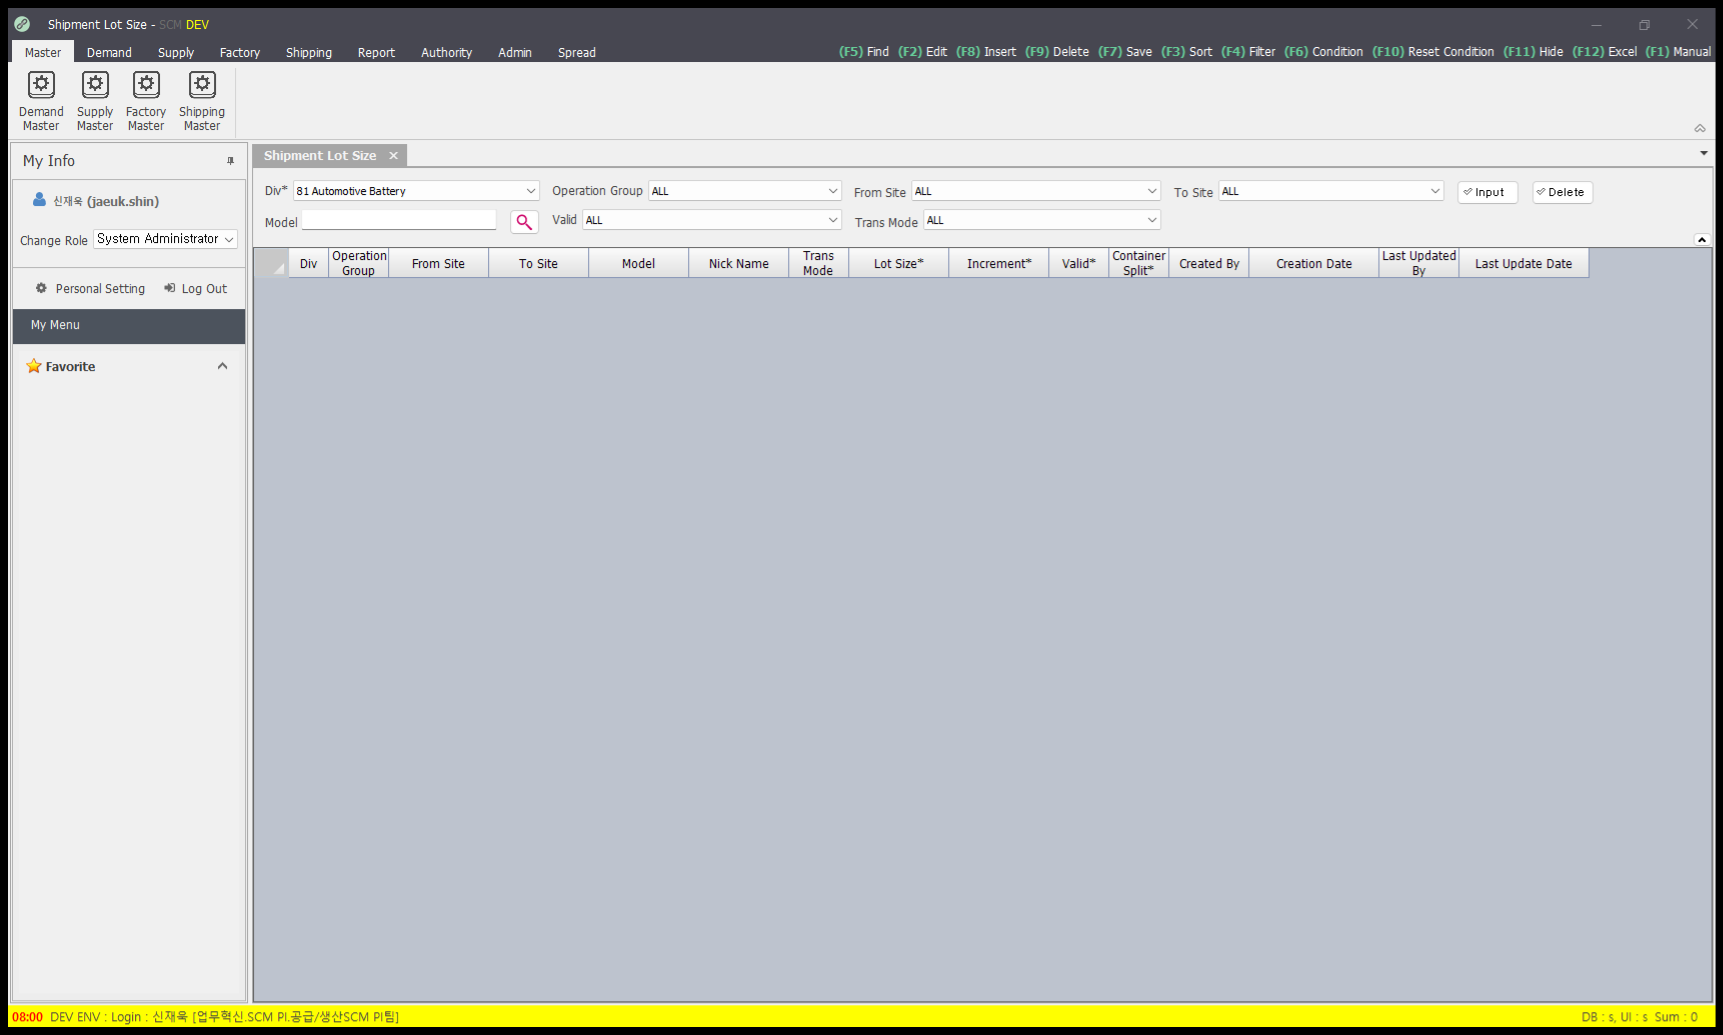 Shipment Lot Size - SCM DEV
Master Demand Supply Factory Shipping Report Authority Admin Spread (F5) Find (F2) Edit (F8) Insert (F9) Delete (F7) Save (F3) Sort (F4) Filter (F6) Condition (F10) Reset Condition (F11) Hide (F12) Excel (F1) Manual
Demand Master
Supply Master
Factory Master
Shipping Master
My Info
신재욱 (jaeuk.shin)
Change Role System Administrator
Personal Setting Log Out
My Menu
Favorite
Shipment Lot Size
Div* 81 Automotive Battery Operation Group ALL From Site ALL To Site ALL Input Delete
Model Valid ALL Trans Mode ALL
Div Operation Group From Site To Site Model Nick Name Trans Mode Lot Size* Increment* Valid* Container Split* Created By Creation Date Last Updated By Last Update Date
08:00 DEV ENV : Login : 신재욱 [업무혁신.SCM PI.공급/생산SCM PI팀] DB : s, UI : s Sum : 0